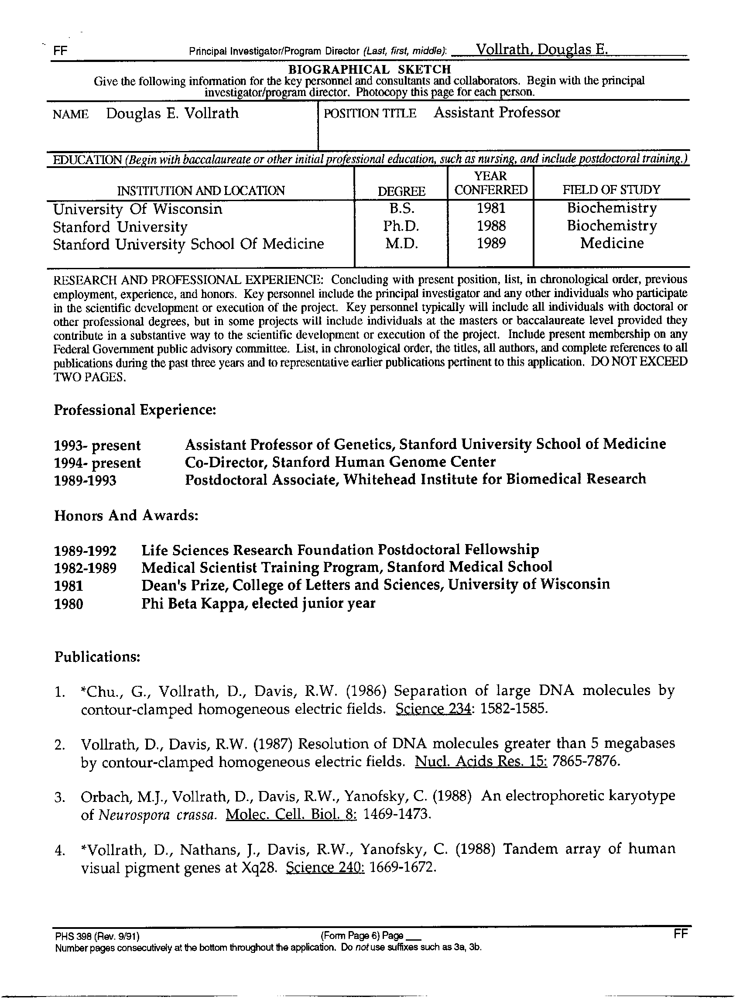 FF Principal Investigator/Program Director (Last, first, middle): Vollrath, Douglas E.
BIOGRAPHICAL SKETCH
Give the following information for the key personnel and consultants and collaborators. Begin with the principal
investigator/program director. Photocopy this page for each person.
NAME Douglas E. Vollrath POSITION TITLE Assistant Professor
EDUCATION (Begin with baccalaureate or other initial professional education, such as nursing, and include postdoctoral training.)
INSTITUTION AND LOCATION DEGREE YEAR CONFERRED FIELD OF STUDY
University Of Wisconsin B.S. 1981 Biochemistry
Stanford University Ph.D. 1988 Biochemistry
Stanford University School Of Medicine M.D. 1989 Medicine
RESEARCH AND PROFESSIONAL EXPERIENCE: Concluding with present position, list, in chronological order, previous
employment, experience, and honors. Key personnel include the principal investigator and any other individuals who participate
in the scientific development or execution of the project. Key personnel typically will include all individuals with doctoral or
other professional degrees, but in some projects will include individuals at the masters or baccalaureate level provided they
contribute in a substantive way to the scientific development or execution of the project. Include present membership on any
Federal Government public advisory committee. List, in chronological order, the titles, all authors, and complete references to all
publications during the past three years and to representative earlier publications pertinent to this application. DO NOT EXCEED
TWO PAGES.
Professional Experience:
1993- present Assistant Professor of Genetics, Stanford University School of Medicine
1994- present Co-Director, Stanford Human Genome Center
1989-1993 Postdoctoral Associate, Whitehead Institute for Biomedical Research
Honors And Awards:
1989-1992 Life Sciences Research Foundation Postdoctoral Fellowship
1982-1989 Medical Scientist Training Program, Stanford Medical School
1981 Dean's Prize, College of Letters and Sciences, University of Wisconsin
1980 Phi Beta Kappa, elected junior year
Publications:
1. *Chu., G., Vollrath, D., Davis, R.W. (1986) Separation of large DNA molecules by
contour-clamped homogeneous electric fields. Science 234: 1582-1585.
2. Vollrath, D., Davis, R.W. (1987) Resolution of DNA molecules greater than 5 megabases
by contour-clamped homogeneous electric fields. Nucl. Acids Res. 15: 7865-7876.
3. Orbach, M.J., Vollrath, D., Davis, R.W., Yanofsky, C. (1988) An electrophoretic karyotype
of Neurospora crassa. Molec. Cell. Biol. 8: 1469-1473.
4. *Vollrath, D., Nathans, J., Davis, R.W., Yanofsky, C. (1988) Tandem array of human
visual pigment genes at Xq28. Science 240: 1669-1672.
PHS 398 (Rev. 9/91) (Form Page 6) Page ___ FF
Number pages consecutively at the bottom throughout the application. Do not use suffixes such as 3a, 3b.